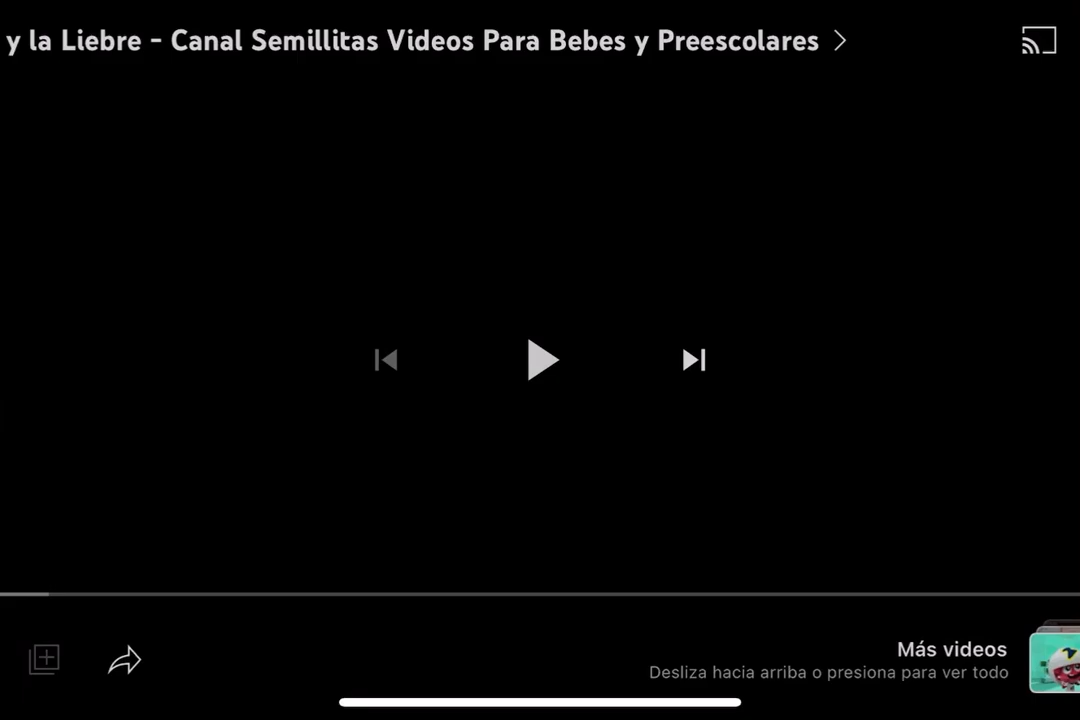 y la Liebre - Canal Semillitas Videos Para Bebes y Preescolares
Más videos
Desliza hacia arriba o presiona para ver todo